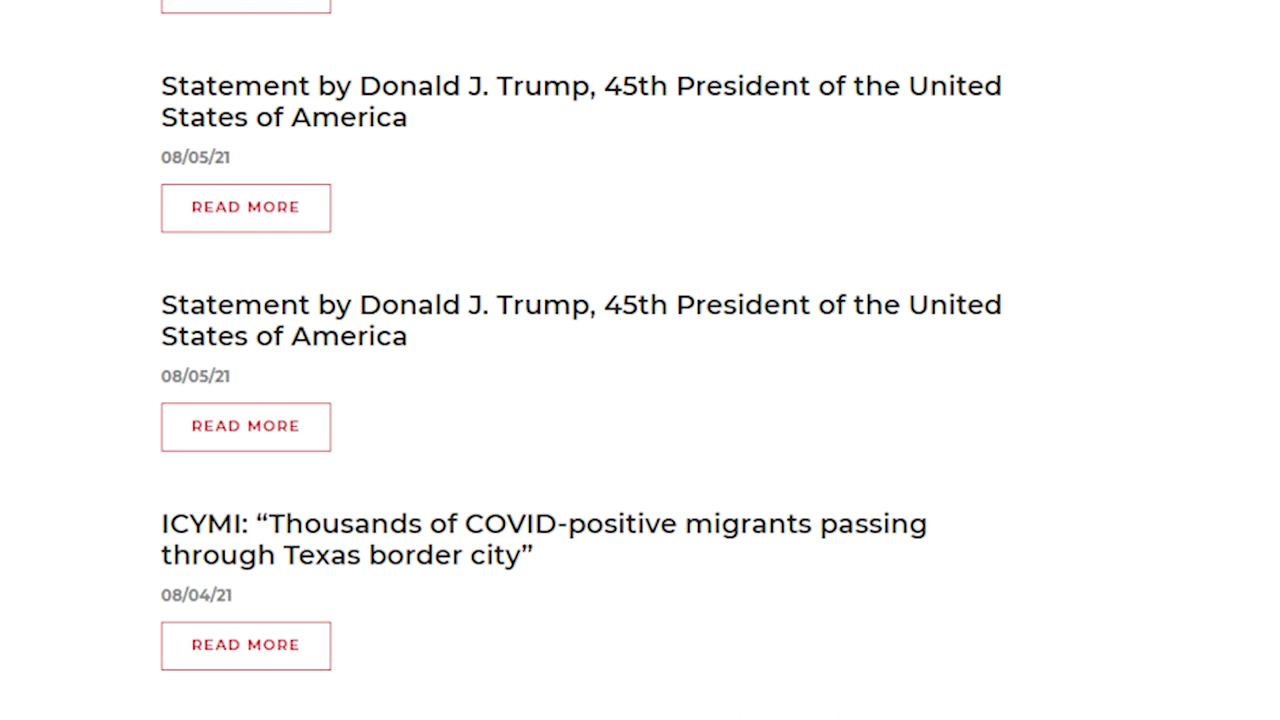 Statement by Donald J. Trump, 45th President of the United
States of America
08/05/21
READ MORE
Statement by Donald J. Trump, 45th President of the United
States of America
08/05/21
READ MORE
ICYMI: “Thousands of COVID-positive migrants passing
through Texas border city”
08/04/21
READ MORE